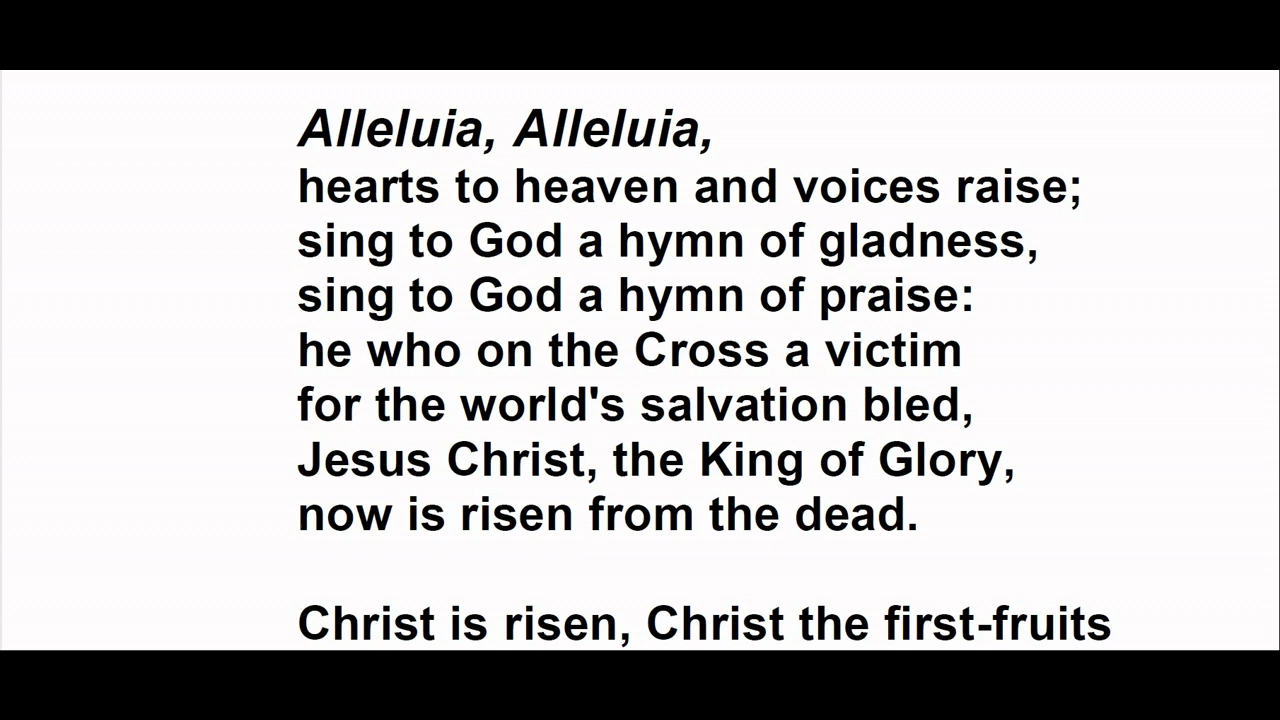 Alleluia, Alleluia,
hearts to heaven and voices raise;
sing to God a hymn of gladness,
sing to God a hymn of praise:
he who on the Cross a victim
for the world's salvation bled,
Jesus Christ, the King of Glory,
now is risen from the dead.
Christ is risen, Christ the first-fruits